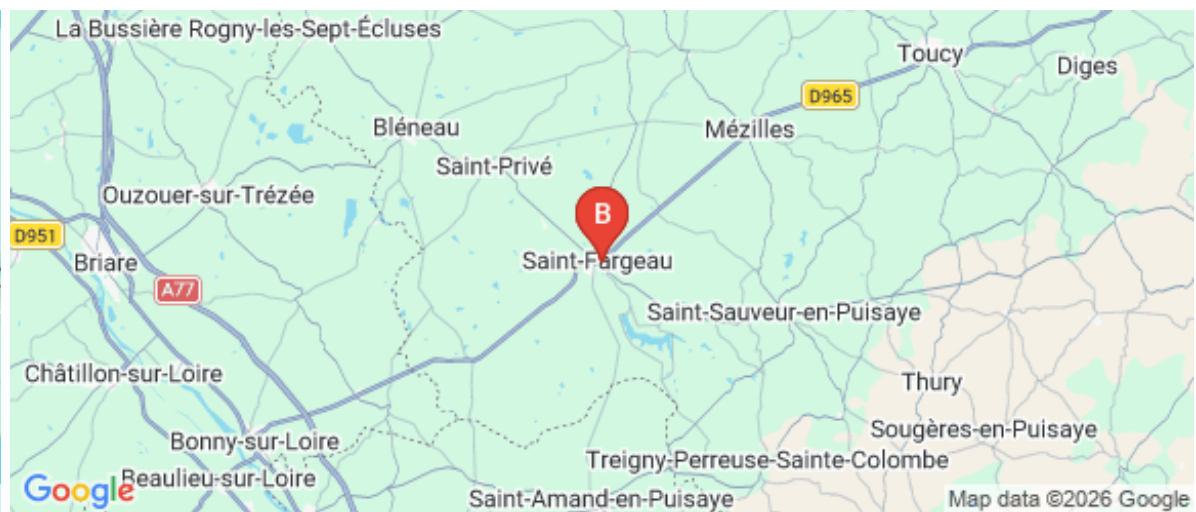 La Bussière Rogny-les-Sept-Écluses
Toucy
Diges
D965
Bléneau
Mézilles
Saint-Privé
Ouzouer-sur-Trézée
B
D951
Briare
Saint-Fargeau
A77
Saint-Sauveur-en-Puisaye
Châtillon-sur-Loire
Thury
Bonny-sur-Loire
Sougères-en-Puisaye
Treigny-Perreuse-Sainte-Colombe
Beaulieu-sur-Loire
Google
Saint-Amand-en-Puisaye
Map data ©2026 Google